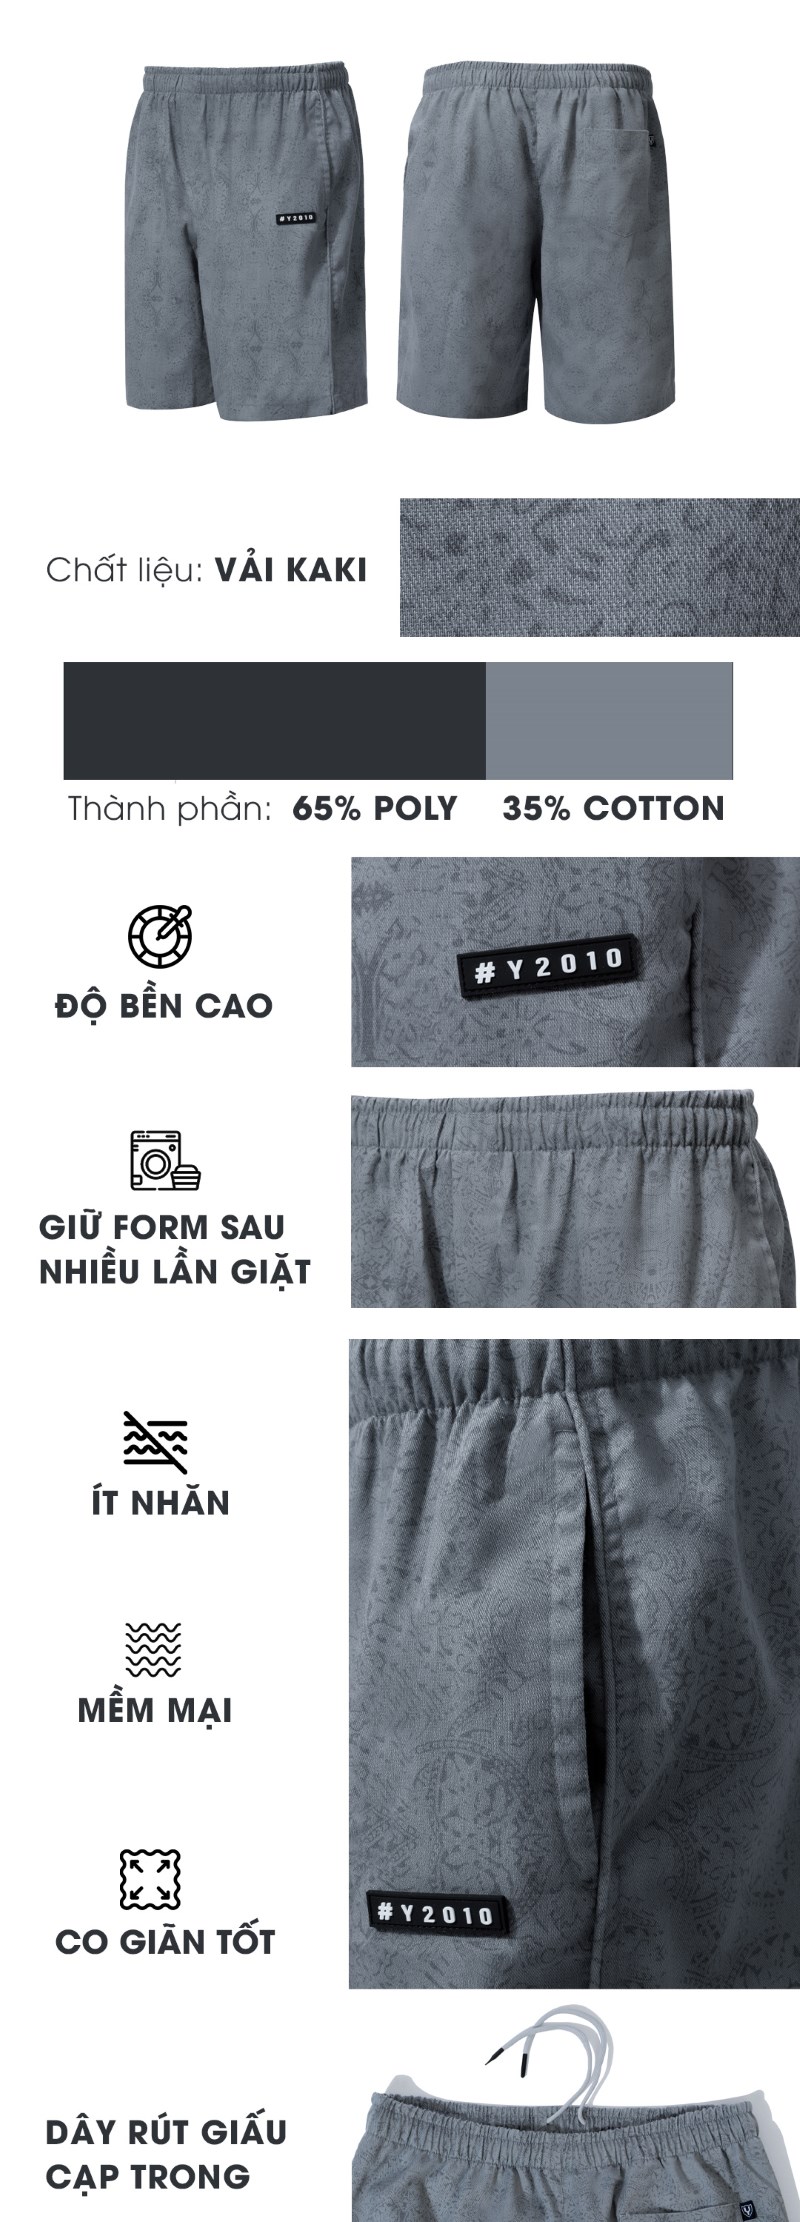 #Y2010
Chất liệu: VẢI KAKI
Thành phần: 65% POLY 35% COTTON
#Y2010
ĐỘ BỀN CAO
GIỮ FORM SAU
NHIỀU LẦN GIẶT
ÍT NHĂN
MỀM MẠI
#Y2010
CO GIÃN TỐT
DÂY RÚT GIẤU
CẠP TRONG